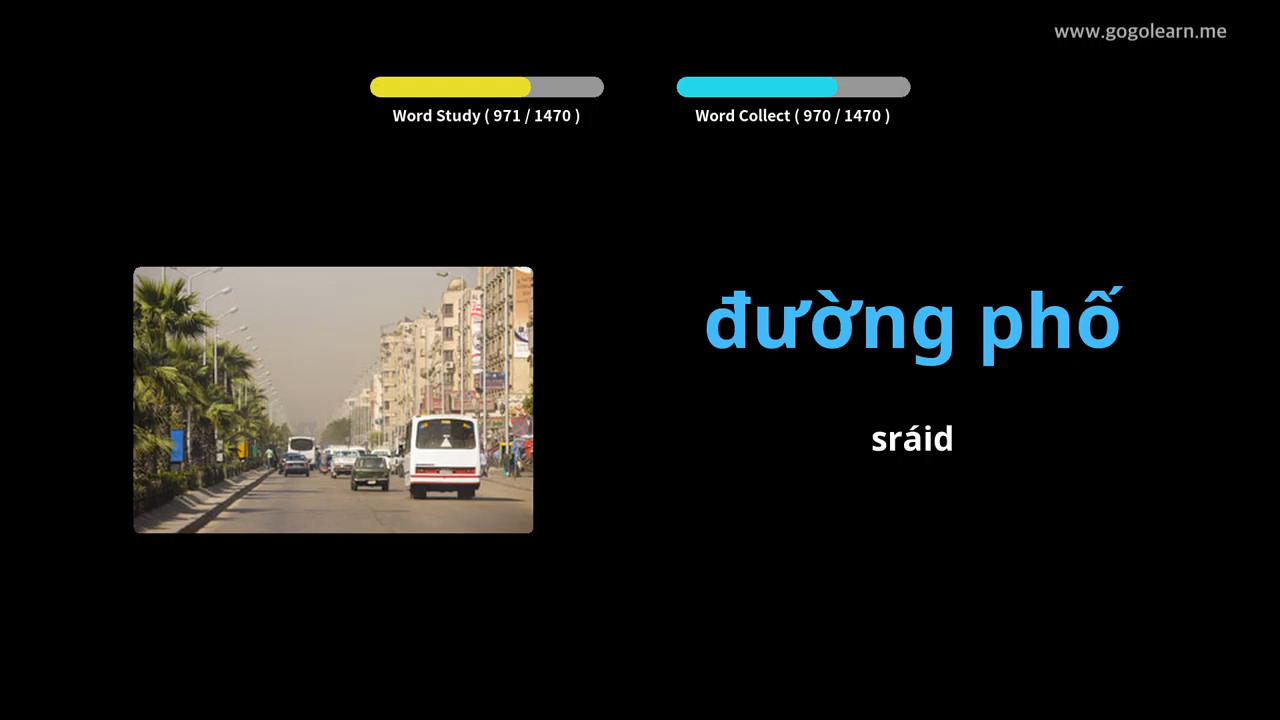 www.gogolearn.me
Word Study ( 971 / 1470 )
Word Collect ( 970 / 1470 )
đường phố
sráid